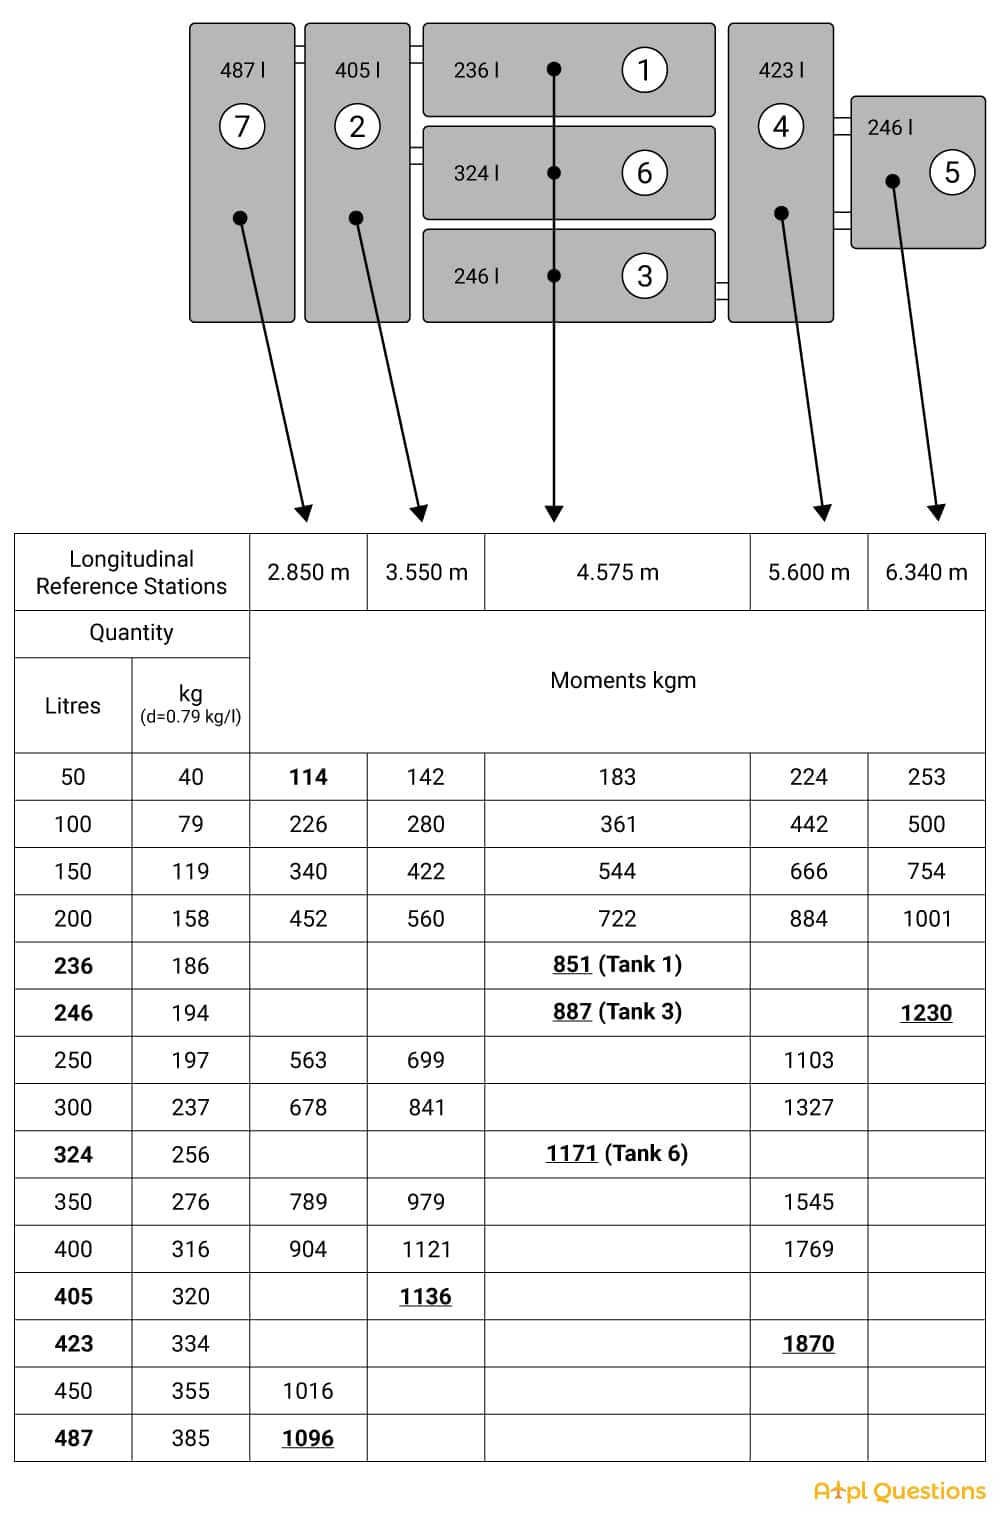 487 l
405 l
236 l
1
423 l
7
2
4
246 l
324 l
6
5
246 l
3
Longitudinal
Reference Stations
2.850 m
3.550 m
4.575 m
5.600 m
6.340 m
Quantity
Litres
kg
(d=0.79 kg/l)
Moments kgm
50 40 114 142 183 224 253
100 79 226 280 361 442 500
150 119 340 422 544 666 754
200 158 452 560 722 884 1001
236 186 851 (Tank 1)
246 194 887 (Tank 3) 1230
250 197 563 699 1103
300 237 678 841 1327
324 256 1171 (Tank 6)
350 276 789 979 1545
400 316 904 1121 1769
405 320 1136
423 334 1870
450 355 1016
487 385 1096
Atpl Questions